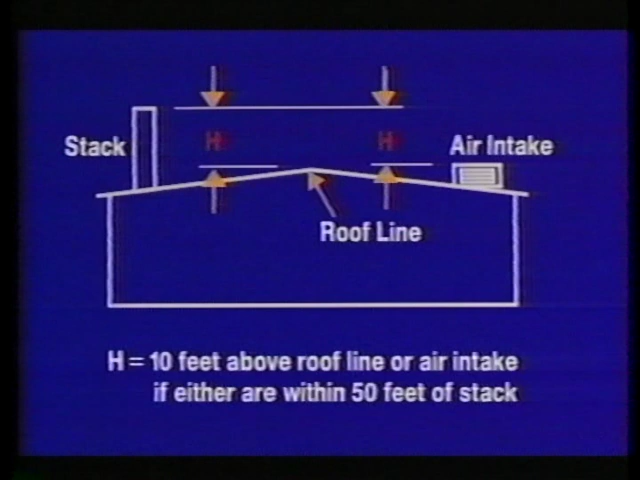 H
H
Stack
Air Intake
Roof Line
H = 10 feet above roof line or air intake
if either are within 50 feet of stack